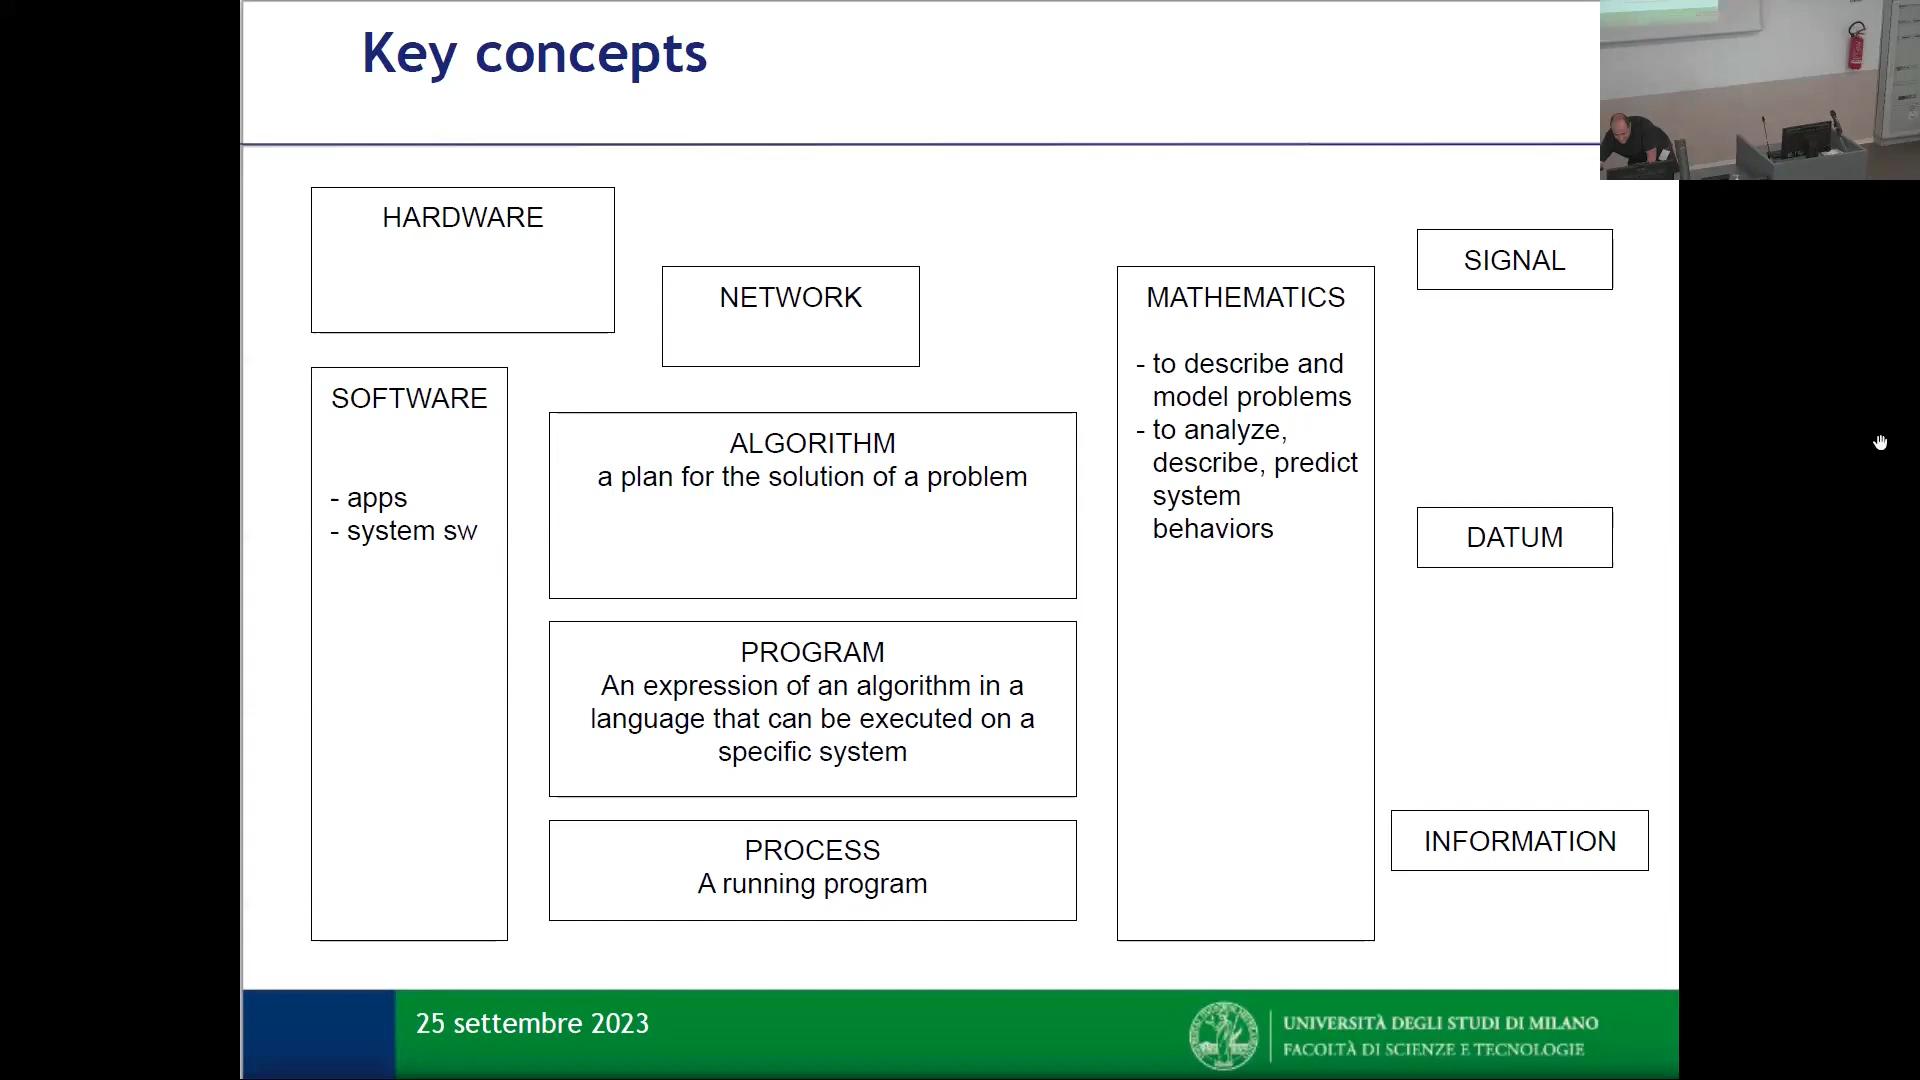 Key concepts
HARDWARE
NETWORK
SOFTWARE
- apps
- system sw
ALGORITHM
a plan for the solution of a problem
PROGRAM
An expression of an algorithm in a
language that can be executed on a
specific system
PROCESS
A running program
MATHEMATICS
- to describe and
model problems
- to analyze,
describe, predict
system
behaviors
SIGNAL
DATUM
INFORMATION
25 settembre 2023
UNIVERSITÀ DEGLI STUDI DI MILANO
FACOLTÀ DI SCIENZE E TECNOLOGIE